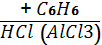 + C₆H₆
HCl (AlCl3)